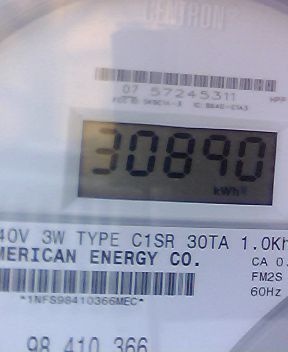 CENTRON
07 57245311
30890
kWh
40V 3W TYPE C1SR 30TA 1.0Kh
MERICAN ENERGY CO.
CA 0.
FM2S
60Hz
*1NFS98410366MEC*
98 410 366